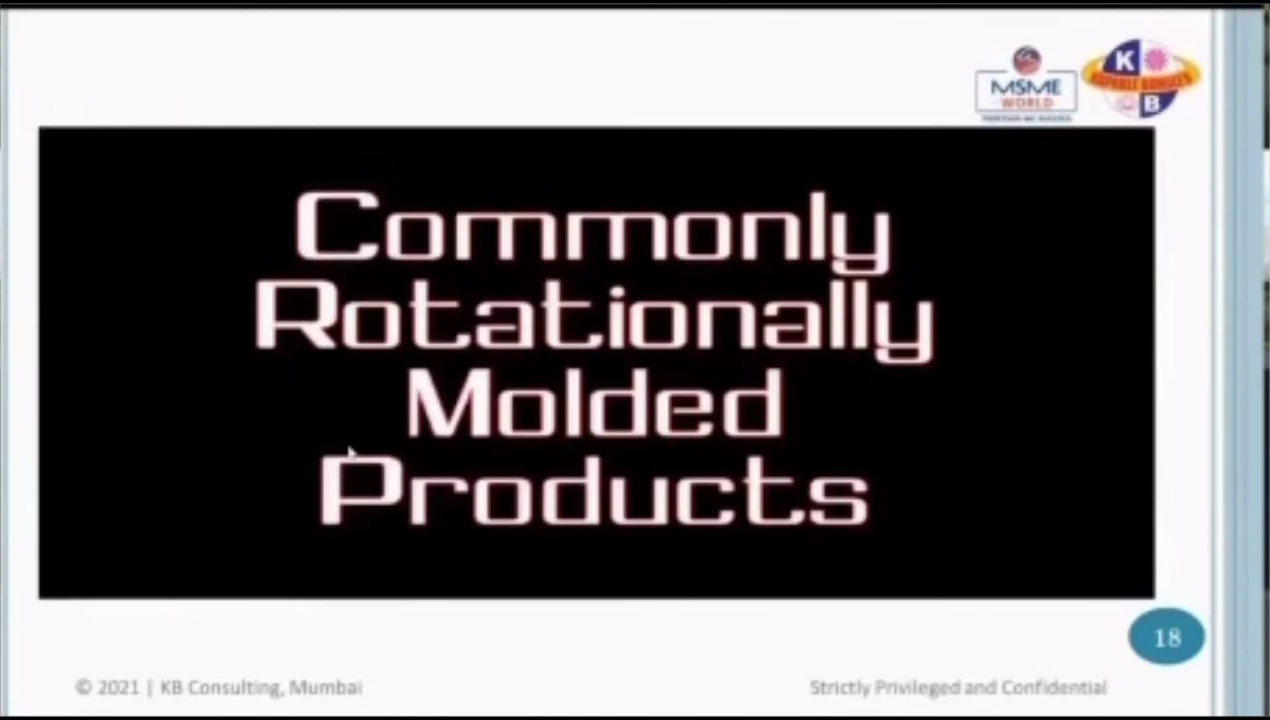 MSME
WORLD
K
B
Commonly
Rotationally
Molded
Products
18
© 2021 | KB Consulting, Mumbai
Strictly Privileged and Confidential